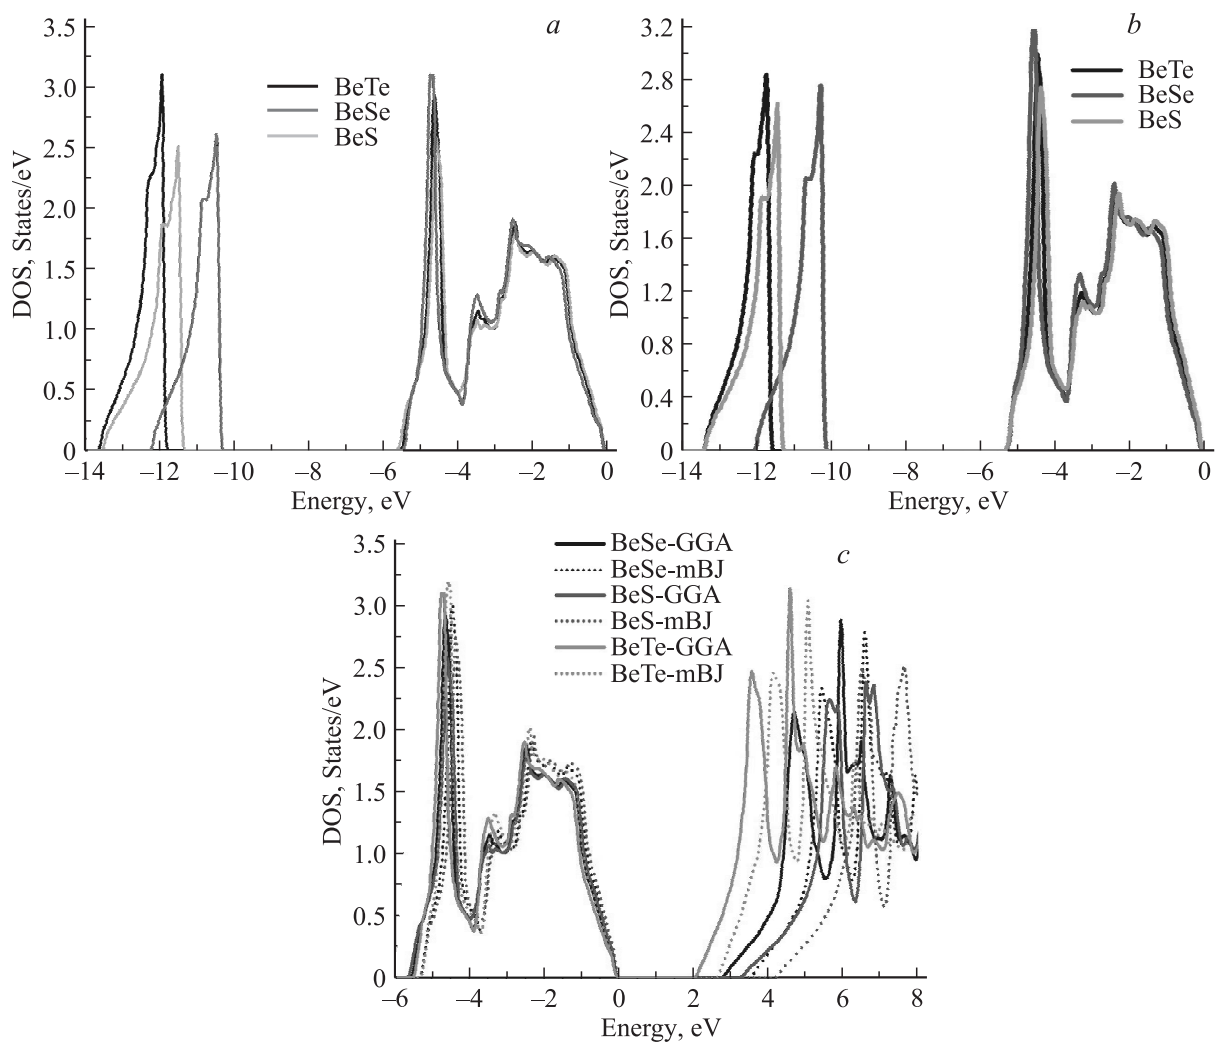 a
3.5
3.0
2.5
2.0
1.5
1.0
0.5
0
DOS, States/eV
BeTe
BeSe
BeS
–14 –12 –10 –8 –6 –4 –2 0
Energy, eV
b
3.2
2.8
2.4
2.0
1.6
1.2
0.8
0.4
0
DOS, States/eV
BeTe
BeSe
BeS
–14 –12 –10 –8 –6 –4 –2 0
Energy, eV
c
3.5
3.0
2.5
2.0
1.5
1.0
0.5
0
DOS, States/eV
BeSe-GGA
BeSe-mBJ
BeS-GGA
BeS-mBJ
BeTe-GGA
BeTe-mBJ
–6 –4 –2 0 2 4 6 8
Energy, eV